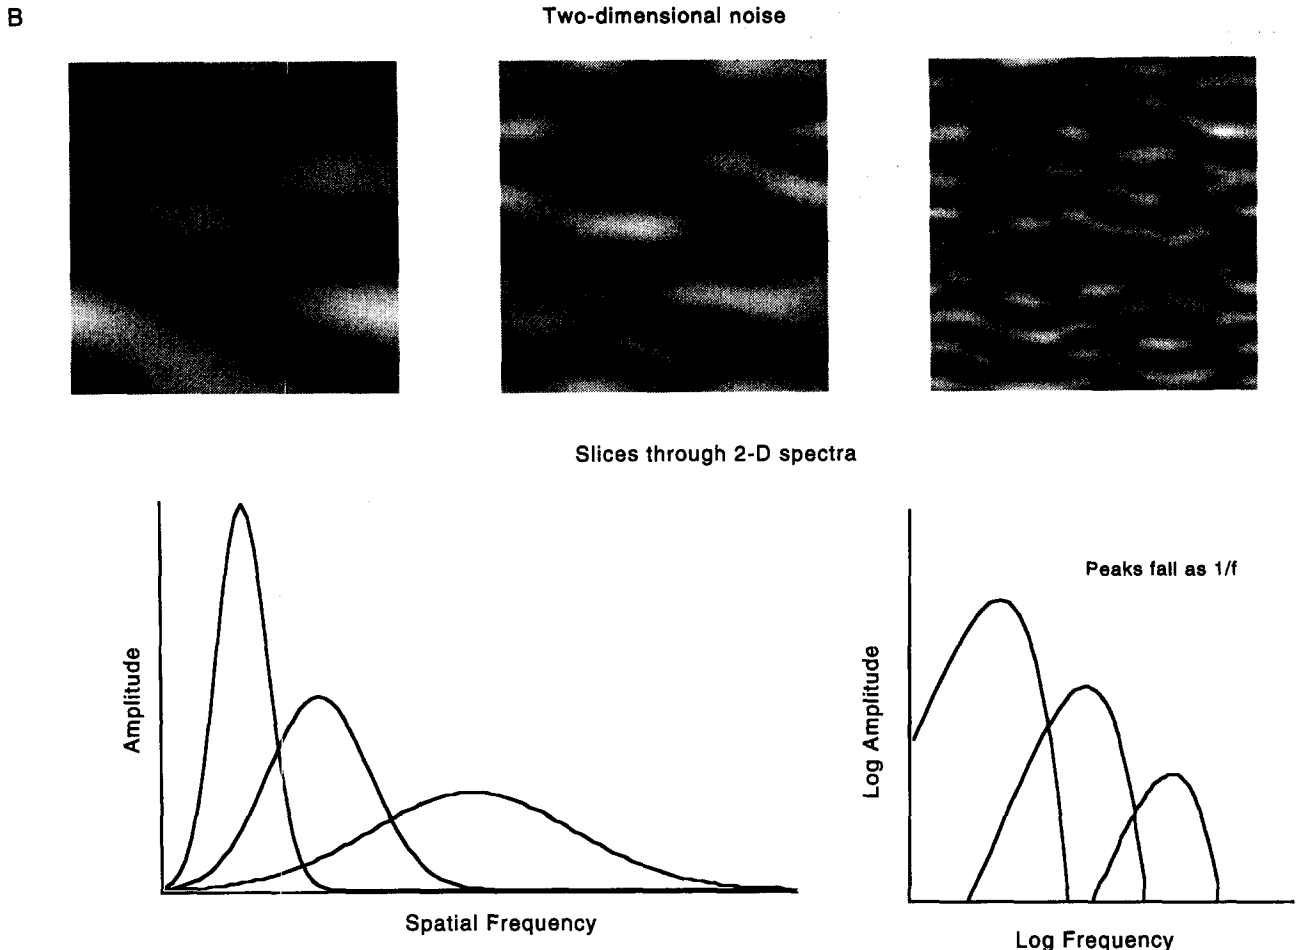 B
Two-dimensional noise
Slices through 2-D spectra
Amplitude
Spatial Frequency
Peaks fall as 1/f
Log Amplitude
Log Frequency